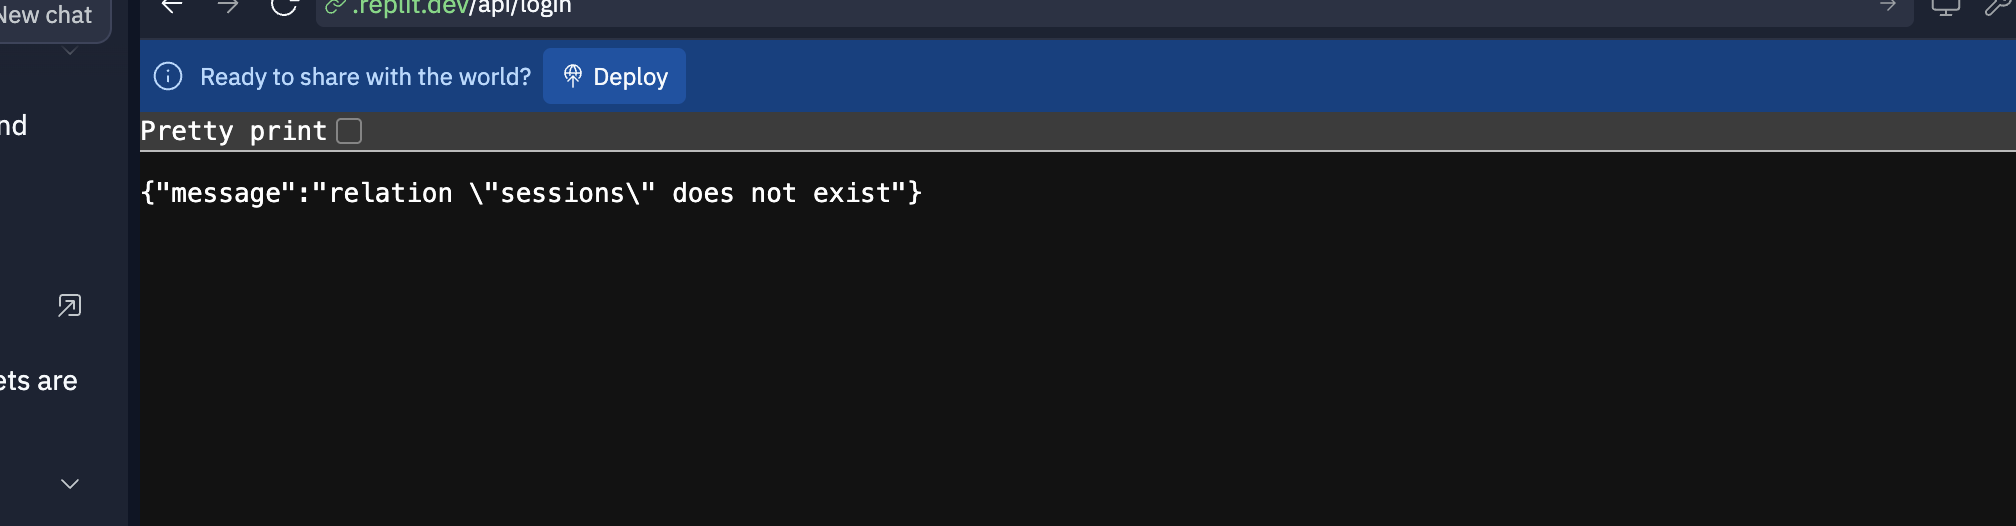 New chat
.replit.dev/api/login
Ready to share with the world? Deploy
Pretty print
nd
{"message":"relation \"sessions\" does not exist"}
ets are